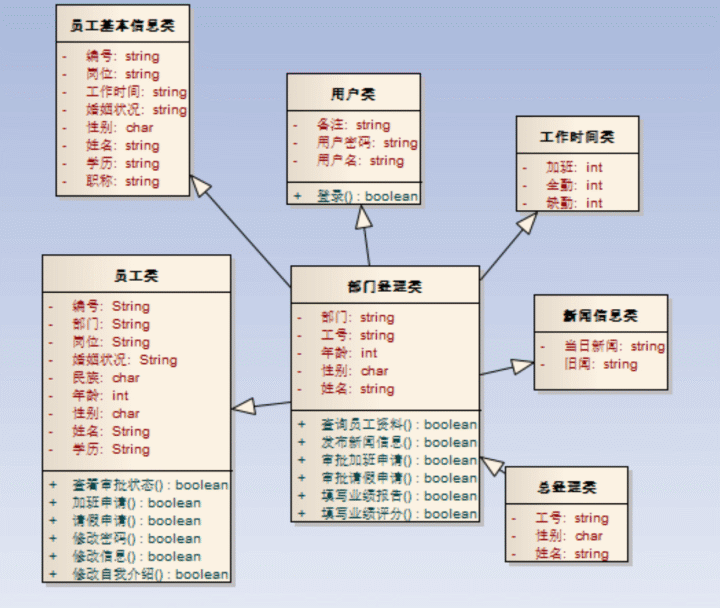 员工基本信息类
- 编号: string
- 岗位: string
- 工作时间: string
- 婚姻状况: string
- 性别: char
- 姓名: string
- 学历: string
- 职称: string
用户类
- 备注: string
- 用户密码: string
- 用户名: string
+ 登录() : boolean
工作时间类
- 加班: int
- 全勤: int
- 缺勤: int
员工类
- 编号: String
- 部门: String
- 岗位: String
- 婚姻状况: String
- 民族: char
- 年龄: int
- 性别: char
- 姓名: String
- 学历: String
+ 查看审批状态() : boolean
+ 加班申请() : boolean
+ 请假申请() : boolean
+ 修改密码() : boolean
+ 修改信息() : boolean
+ 修改自我介绍() : boolean
部门经理类
- 部门: string
- 工号: string
- 年龄: int
- 性别: char
- 姓名: string
+ 查询员工资料() : boolean
+ 发布新闻信息() : boolean
+ 审批加班申请() : boolean
+ 审批请假申请() : boolean
+ 填写业绩报告() : boolean
+ 填写业绩评分() : boolean
新闻信息类
- 当日新闻: string
- 旧闻: string
总经理类
- 工号: string
- 性别: char
- 姓名: string